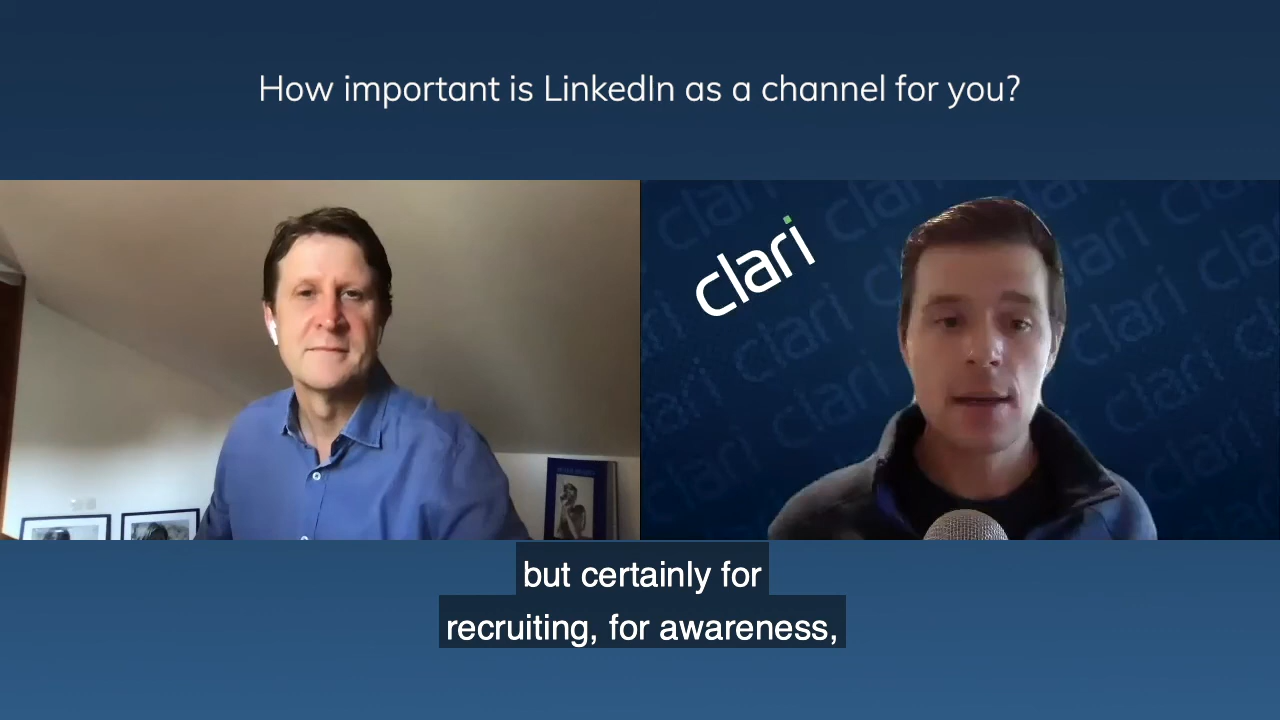 How important is LinkedIn as a channel for you?
clari
but certainly for
recruiting, for awareness,